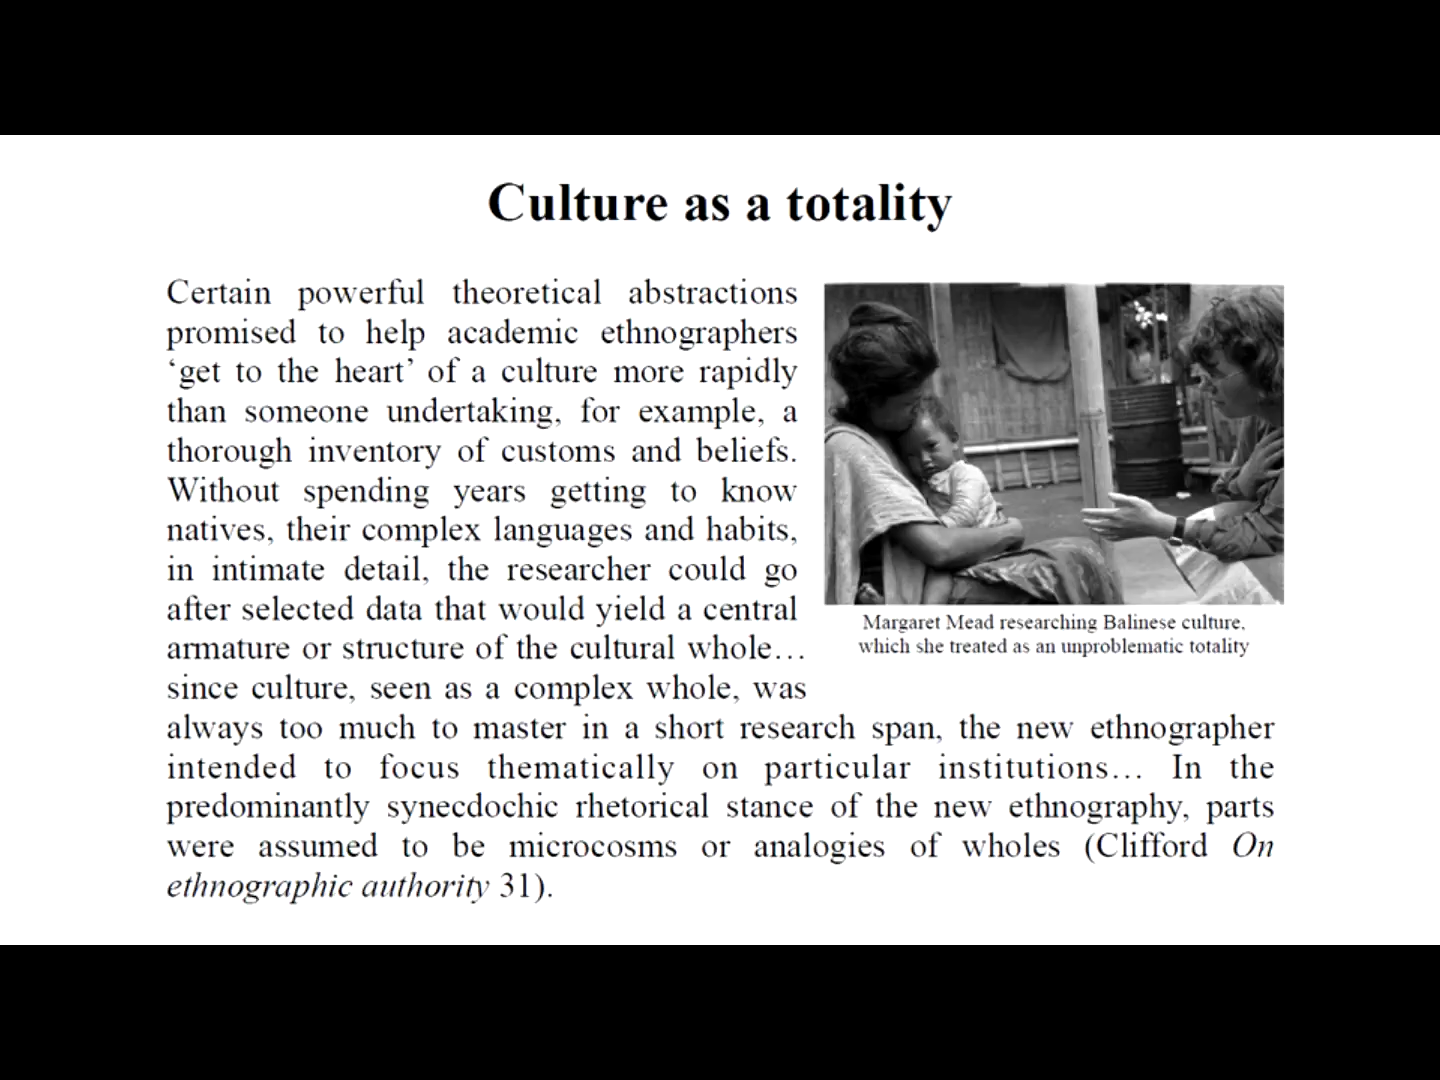 Culture as a totality
Certain powerful theoretical abstractions
promised to help academic ethnographers
‘get to the heart’ of a culture more rapidly
than someone undertaking, for example, a
thorough inventory of customs and beliefs.
Without spending years getting to know
natives, their complex languages and habits,
in intimate detail, the researcher could go
after selected data that would yield a central
armature or structure of the cultural whole…
since culture, seen as a complex whole, was
always too much to master in a short research span, the new ethnographer
intended to focus thematically on particular institutions… In the
predominantly synecdochic rhetorical stance of the new ethnography, parts
were assumed to be microcosms or analogies of wholes (Clifford On
ethnographic authority 31).
Margaret Mead researching Balinese culture,
which she treated as an unproblematic totality